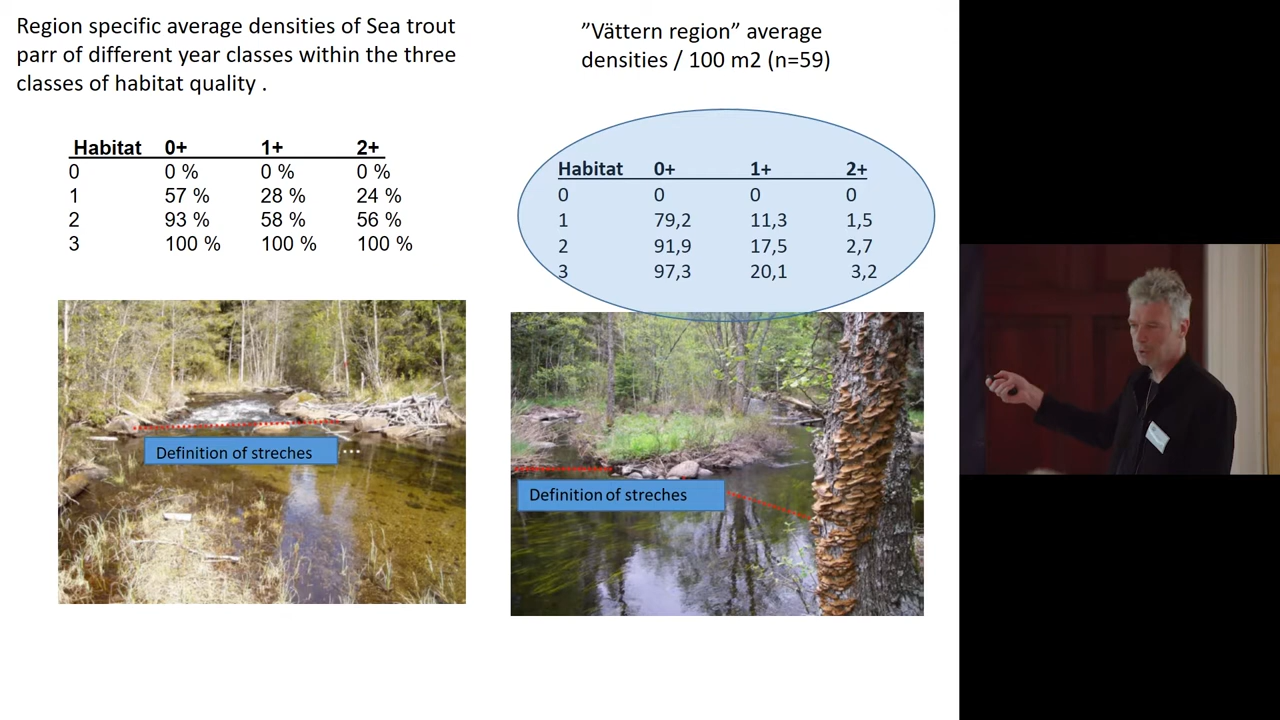 Region specific average densities of Sea trout
parr of different year classes within the three
classes of habitat quality .
Habitat 0+ 1+ 2+
0 0 % 0 % 0 %
1 57 % 28 % 24 %
2 93 % 58 % 56 %
3 100 % 100 % 100 %
Definition of streches
...
”Vättern region” average
densities / 100 m2 (n=59)
Habitat 0+ 1+ 2+
0 0 0 0
1 79,2 11,3 1,5
2 91,9 17,5 2,7
3 97,3 20,1 3,2
Definition of streches